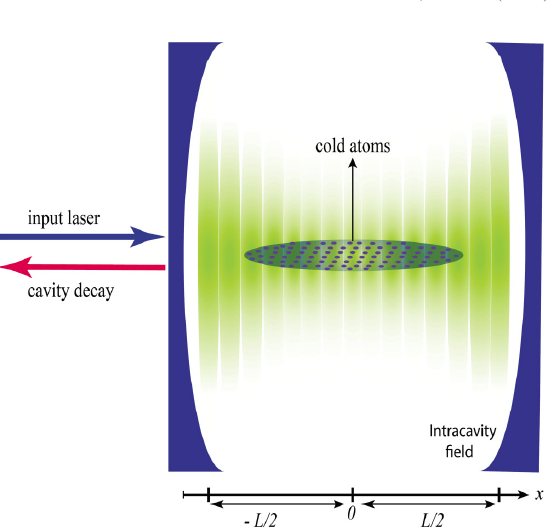 cold atoms
input laser
cavity decay
Intracavity
field
x
- L/2
0
L/2